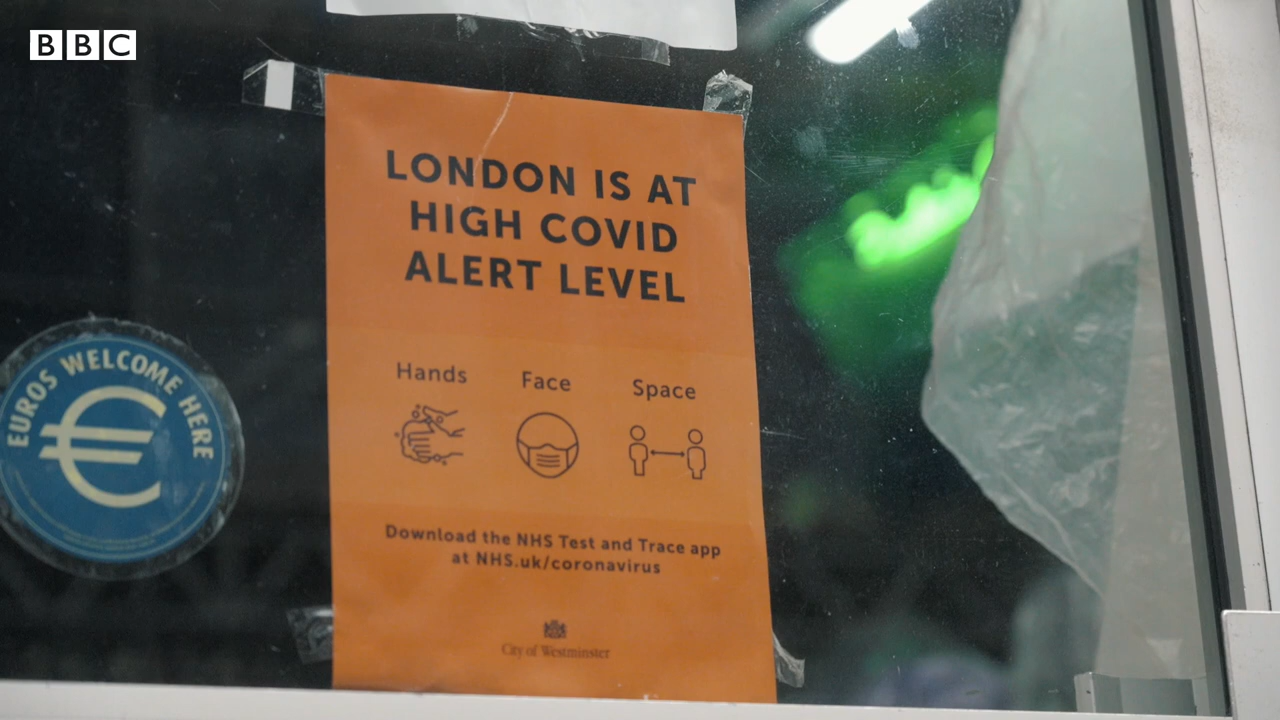 BBC
LONDON IS AT
HIGH COVID
ALERT LEVEL
Hands Face Space
Download the NHS Test and Trace app
at NHS.uk/coronavirus
City of Westminster
EUROS WELCOME HERE
€